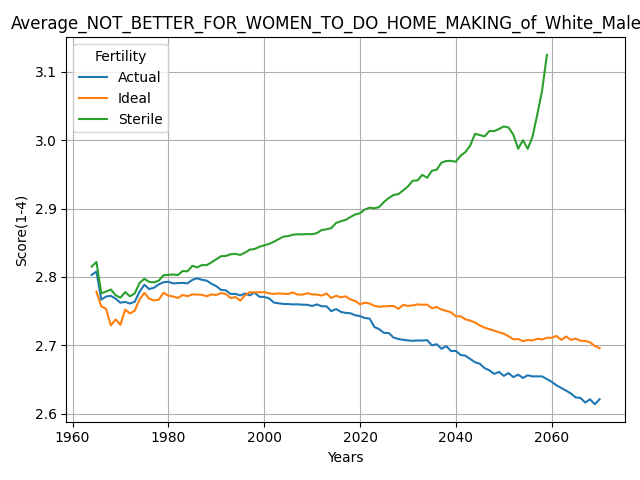 Average_NOT_BETTER_FOR_WOMEN_TO_DO_HOME_MAKING_of_White_Male
Fertility
Actual
Ideal
Sterile
Score(1-4)
3.1
3.0
2.9
2.8
2.7
2.6
1960 1980 2000 2020 2040 2060
Years